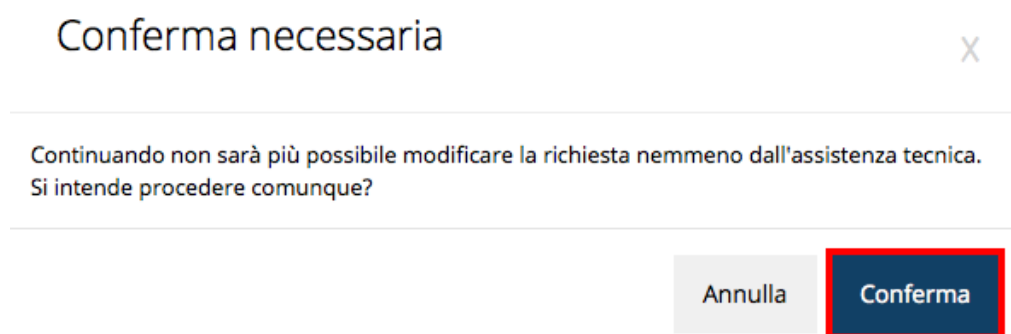 Conferma necessaria
X
Continuando non sarà più possibile modificare la richiesta nemmeno dall'assistenza tecnica.
Si intende procedere comunque?
Annulla
Conferma